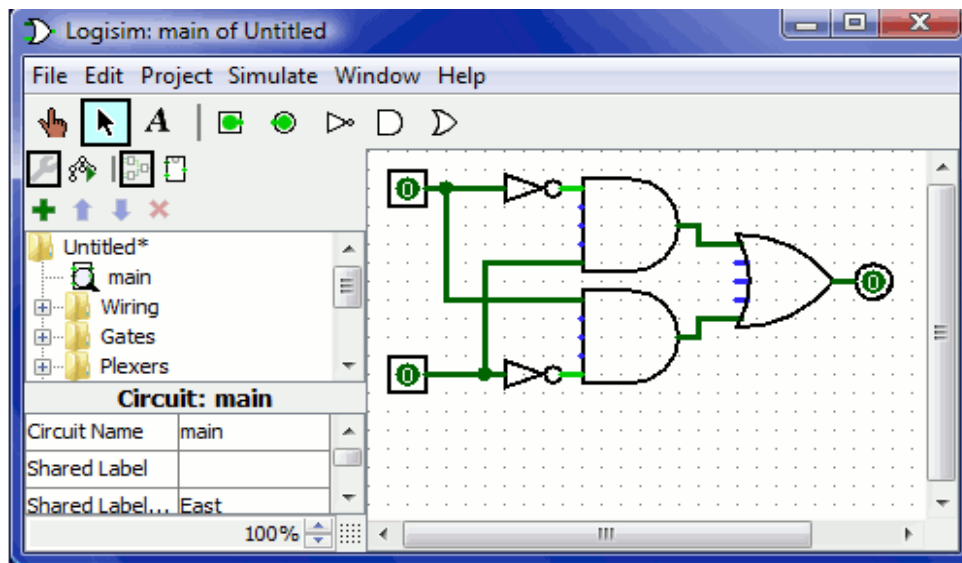 Logisim: main of Untitled
File Edit Project Simulate Window Help
A
Untitled*
main
Wiring
Gates
Plexers
Circuit: main
Circuit Name main
Shared Label
Shared Label... East
100%
0
0
0